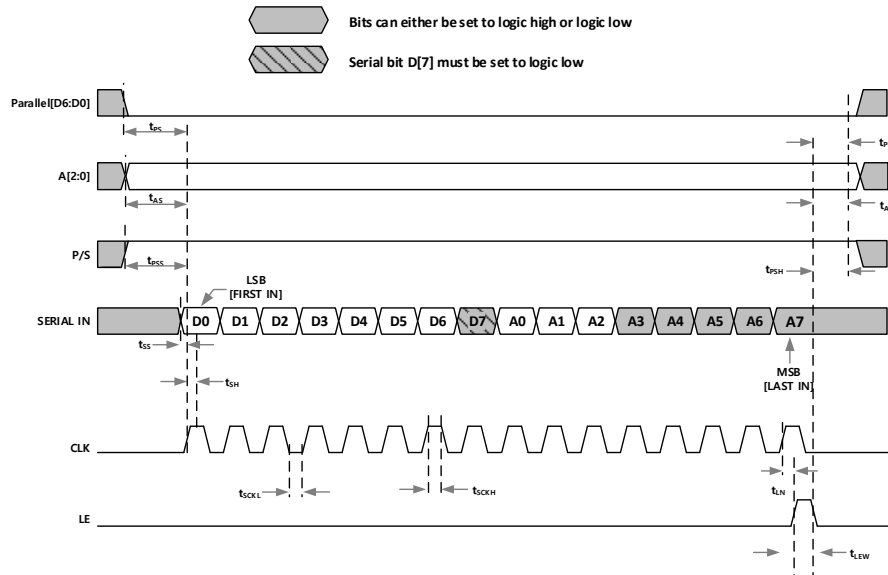 Bits can either be set to logic high or logic low
Serial bit D[7] must be set to logic low
Parallel[D6:D0]
tPS
tP
A[2:0]
tAS
tA
P/S
tPSS
tPSH
LSB
[FIRST IN]
SERIAL IN
D0 D1 D2 D3 D4 D5 D6 D7 A0 A1 A2 A3 A4 A5 A6 A7
tSS
tSH
MSB
[LAST IN]
CLK
tSCKL
tSCKH
tLN
LE
tLEW